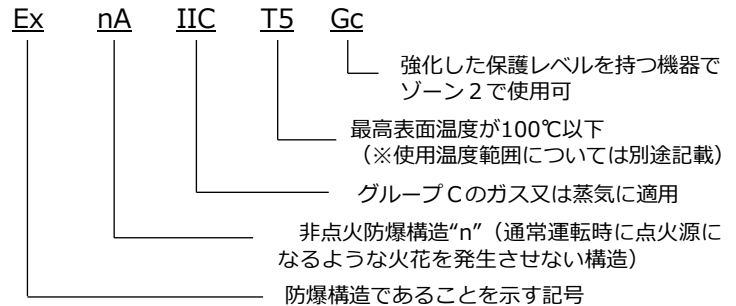 Ex nA IIC T5 Gc
強化した保護レベルを持つ機器で
ゾーン２で使用可
最高表面温度が100℃以下
（※使用温度範囲については別途記載）
グループＣのガス又は蒸気に適用
非点火防爆構造“n”（通常運転時に点火源に
なるような火花を発生させない構造）
防爆構造であることを示す記号